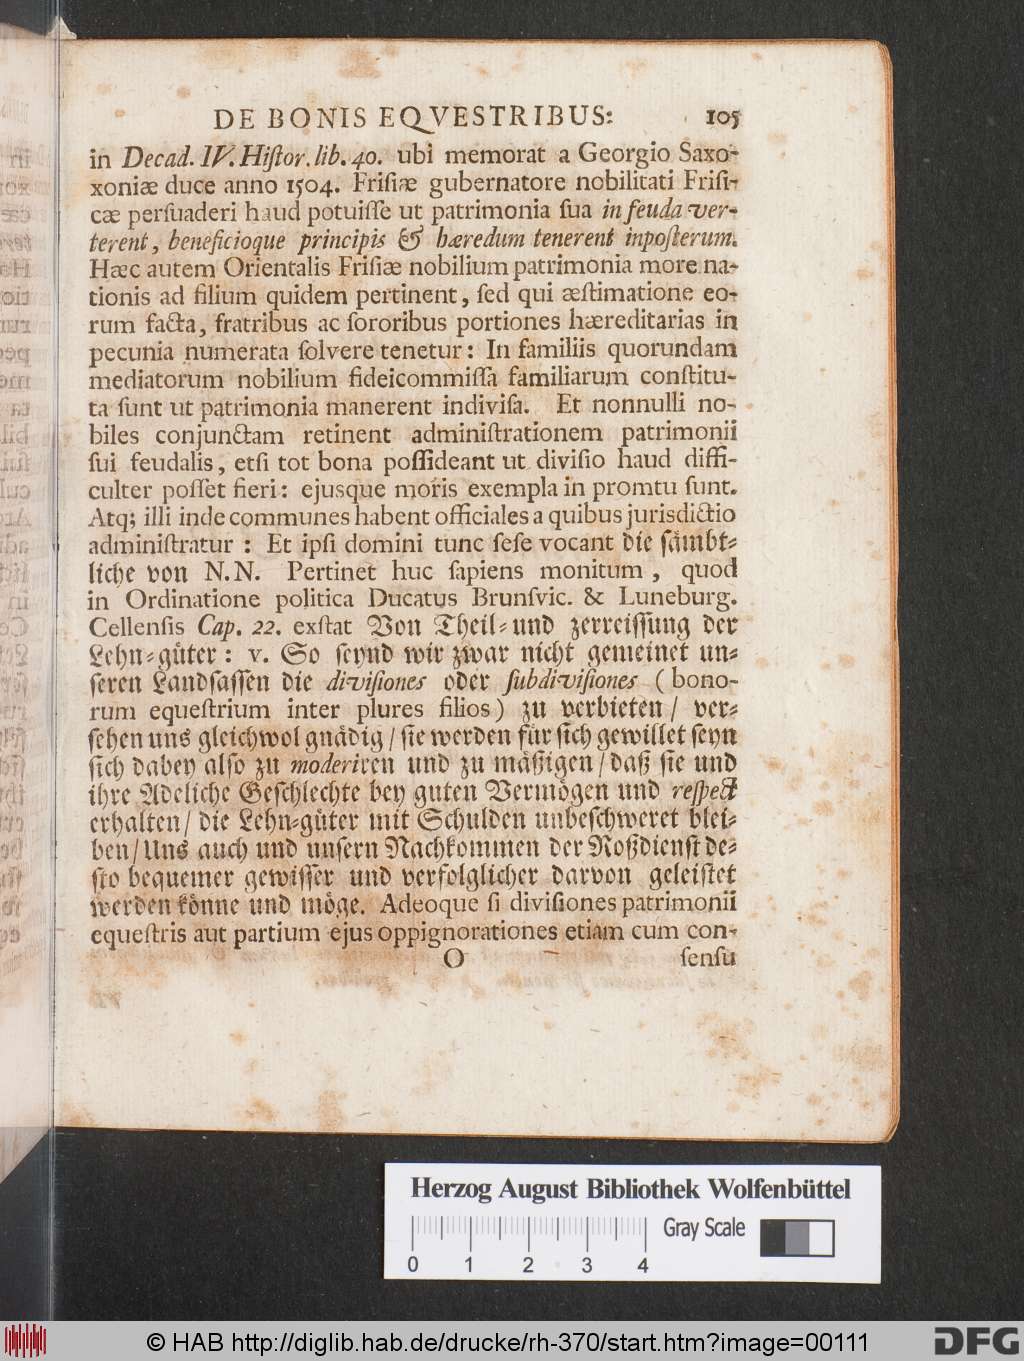 DE BONIS EQVESTRIBUS: 105
in Decad. IV. Hiſtor. lib. 40. ubi memorat a Georgio Saxo-
xoniæ duce anno 1504. Friſiæ gubernatore nobilitati Friſi-
cæ perſuaderi haud potuiſſe ut patrimonia ſua in feuda ver-
terent, beneficioque principis & hæredum tenerent inpoſterum.
Hæc autem Orientalis Friſiæ nobilium patrimonia more na-
tionis ad filium quidem pertinent, ſed qui æſtimatione eo-
rum facta, fratribus ac ſororibus portiones hæreditarias in
pecunia numerata ſolvere tenetur: In familiis quorundam
mediatorum nobilium fideicommiſſa familiarum conſtitu-
ta ſunt ut patrimonia manerent indiviſa. Et nonnulli no-
biles conjunctam retinent adminiſtrationem patrimonii
ſui feudalis, etſi tot bona poſſideant ut diviſio haud diffi-
culter poſſet fieri: ejusque moris exempla in promtu ſunt.
Atq; illi inde communes habent officiales a quibus jurisdictio
adminiſtratur : Et ipſi domini tunc ſeſe vocant die ſämbt-
liche von N. N. Pertinet huc ſapiens monitum, quod
in Ordinatione politica Ducatus Brunſvic. & Luneburg.
Cellenſis Cap. 22. exſtat Von Theil-und zerreiſſung der
Lehn-güter: v. So ſeynd wir zwar nicht gemeinet un-
ſeren Landſaſſen die diviſiones oder ſubdiviſiones (bono-
rum equeſtrium inter plures filios) zu verbieten/ ver-
ſehen uns gleichwol gnädig/ ſie werden für ſich gewillet ſeyn
ſich dabey alſo zu moderiren und zu mäßigen/ daß ſie und
ihre Adeliche Geſchlechte bey guten Vermögen und reſpect
erhalten/ die Lehn-güter mit Schulden unbeſchweret blei-
ben/ Uns auch und unſern Nachkommen der Roßdienſt de-
ſto bequemer gewiſſer und verfolglicher darvon geleiſtet
werden könne und möge. Adeoque ſi diviſiones patrimonii
equeſtris aut partium ejus oppignorationes etiam cum con-
O ſenſu
Herzog August Bibliothek Wolfenbüttel
Gray Scale
0 1 2 3 4
© HAB http://diglib.hab.de/drucke/rh-370/start.htm?image=00111
DFG